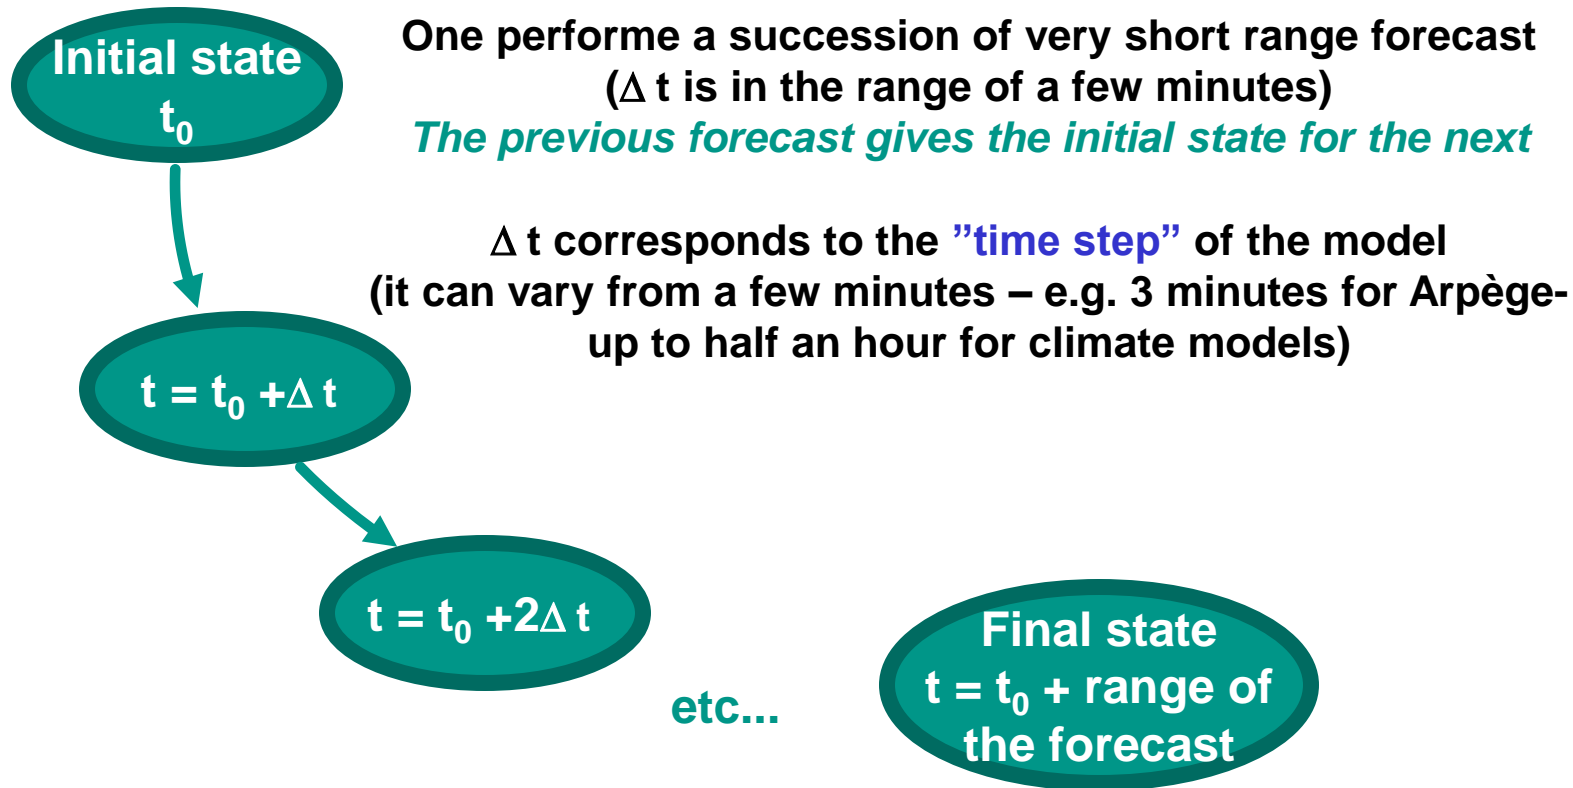 Initial state
t₀
One performe a succession of very short range forecast
(Δ t is in the range of a few minutes)
The previous forecast gives the initial state for the next
Δ t corresponds to the ”time step” of the model
(it can vary from a few minutes – e.g. 3 minutes for Arpège-
up to half an hour for climate models)
t = t₀ +Δ t
t = t₀ +2Δ t
etc...
Final state
t = t₀ + range of
the forecast